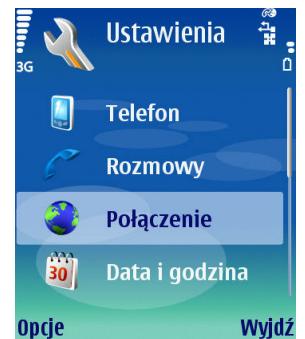 Ustawienia
3G
Telefon
Rozmowy
Połączenie
30
Data i godzina
Opcje Wyjdź